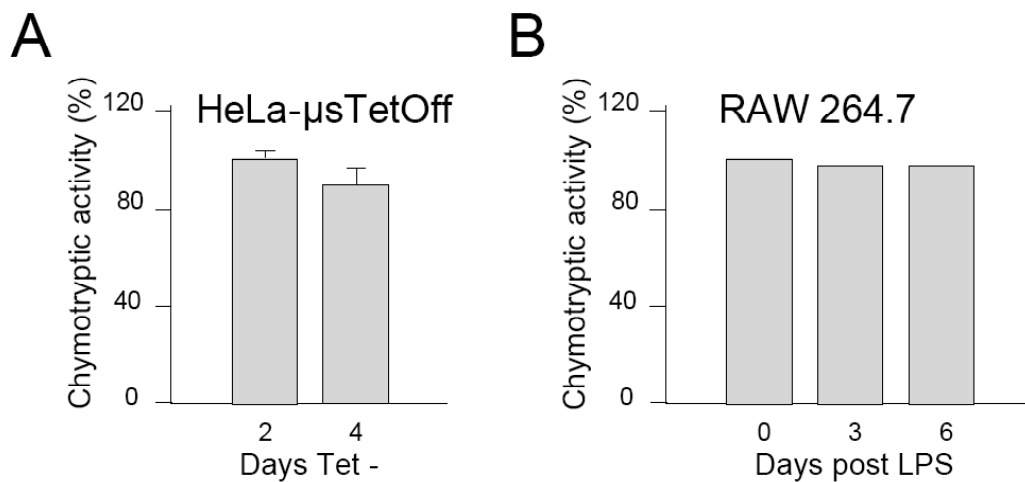 A
Chymotryptic activity (%)
HeLa-μsTetOff
120
80
40
0
2 4
Days Tet -
B
Chymotryptic activity (%)
RAW 264.7
120
80
40
0
0 3 6
Days post LPS